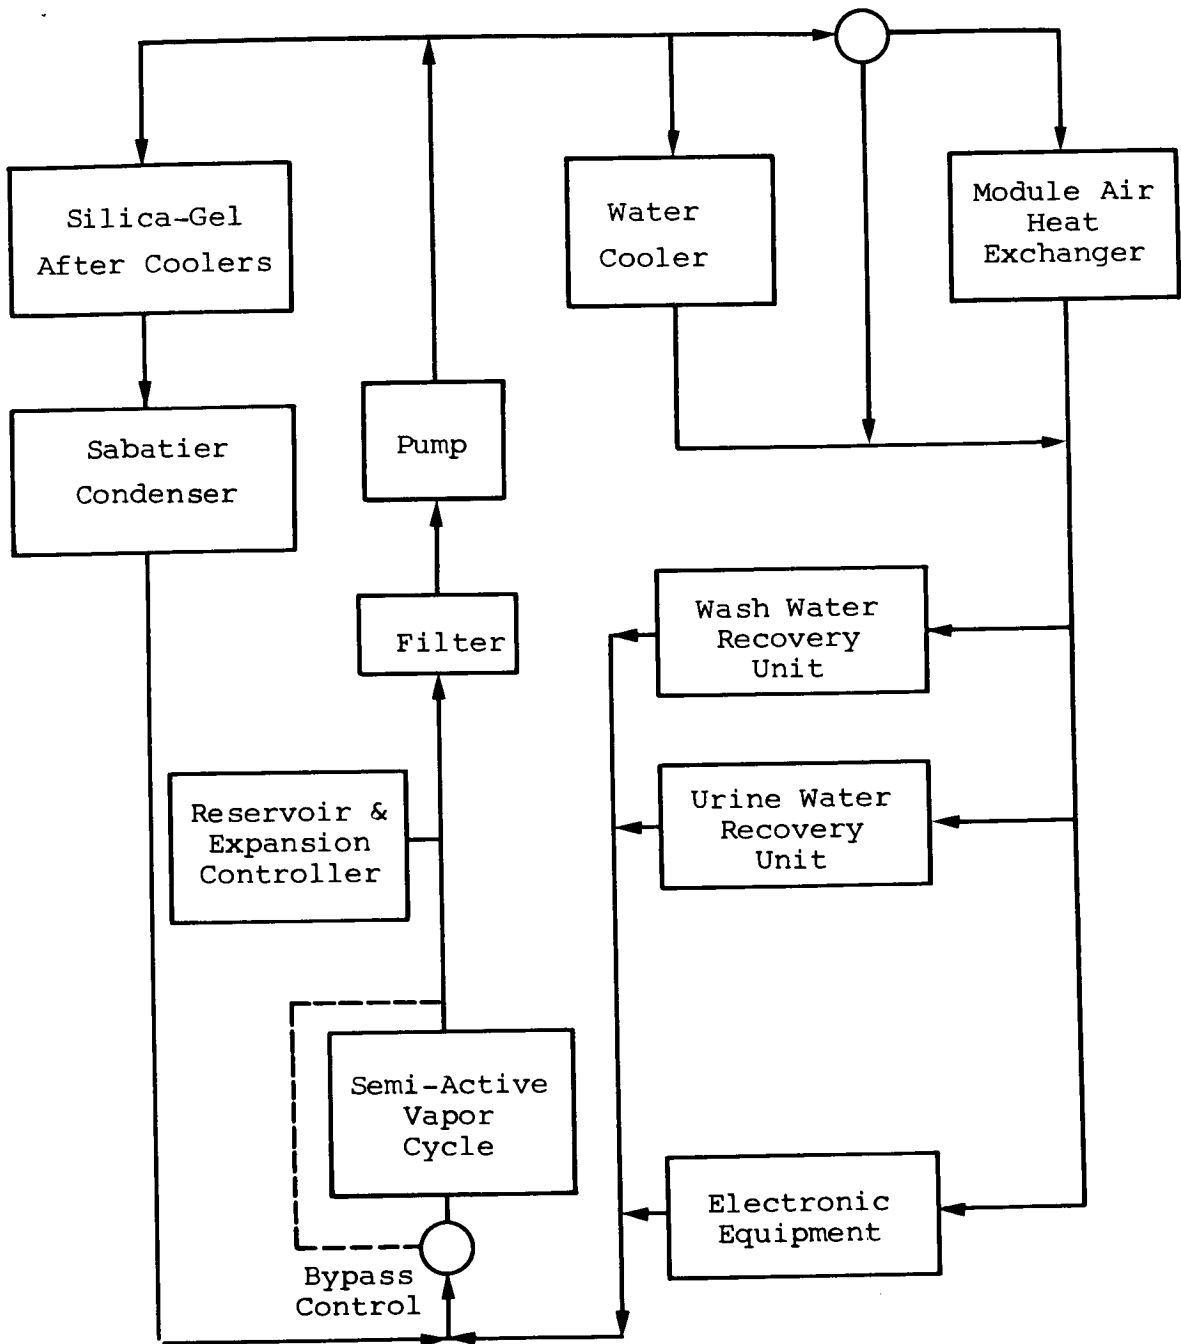 Silica-Gel
After Coolers
Water
Cooler
Module Air
Heat
Exchanger
Sabatier
Condenser
Pump
Filter
Wash Water
Recovery
Unit
Reservoir &
Expansion
Controller
Urine Water
Recovery
Unit
Semi-Active
Vapor
Cycle
Electronic
Equipment
Bypass
Control